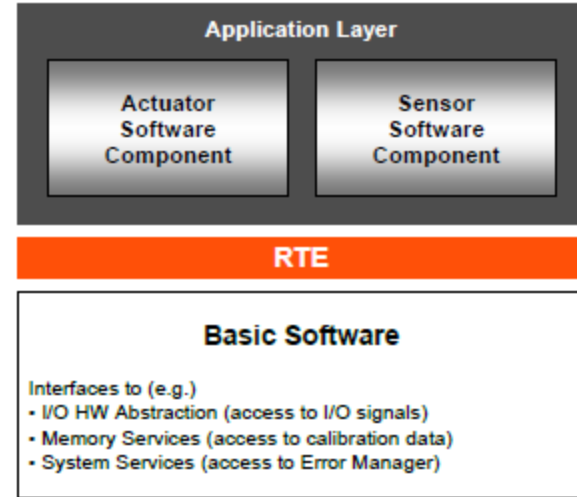 Application Layer
Actuator
Software
Component
Sensor
Software
Component
RTE
Basic Software
Interfaces to (e.g.)
• I/O HW Abstraction (access to I/O signals)
• Memory Services (access to calibration data)
• System Services (access to Error Manager)